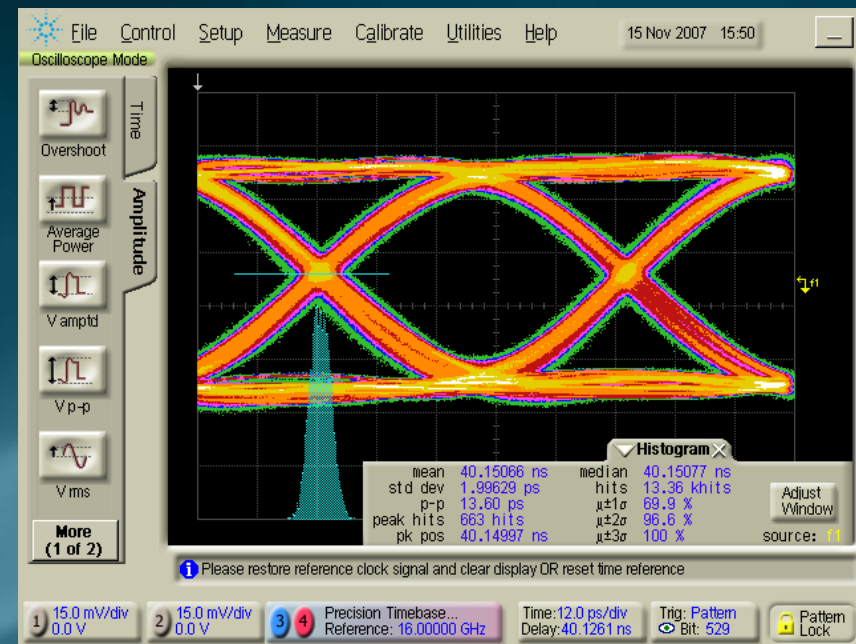 File Control Setup Measure Calibrate Utilities Help 15 Nov 2007 15:50
Oscilloscope Mode
Time
Amplitude
Overshoot
Average
Power
V amptd
V p-p
V rms
More
(1 of 2)
f1
Histogram
mean 40.15066 ns median 40.15077 ns
std dev 1.99629 ps hits 13.36 khits
p-p 13.60 ps µ±1σ 69.9 %
peak hits 663 hits µ±2σ 96.6 %
pk pos 40.14997 ns µ±3σ 100 %
Adjust
Window
source: f1
Please restore reference clock signal and clear display OR reset time reference
1 15.0 mV/div
0.0 V
2 15.0 mV/div
0.0 V
3 4 Precision Timebase...
Reference: 16.00000 GHz
Time:12.0 ps/div
Delay:40.1261 ns
Trig: Pattern
Bit: 529
Pattern
Lock